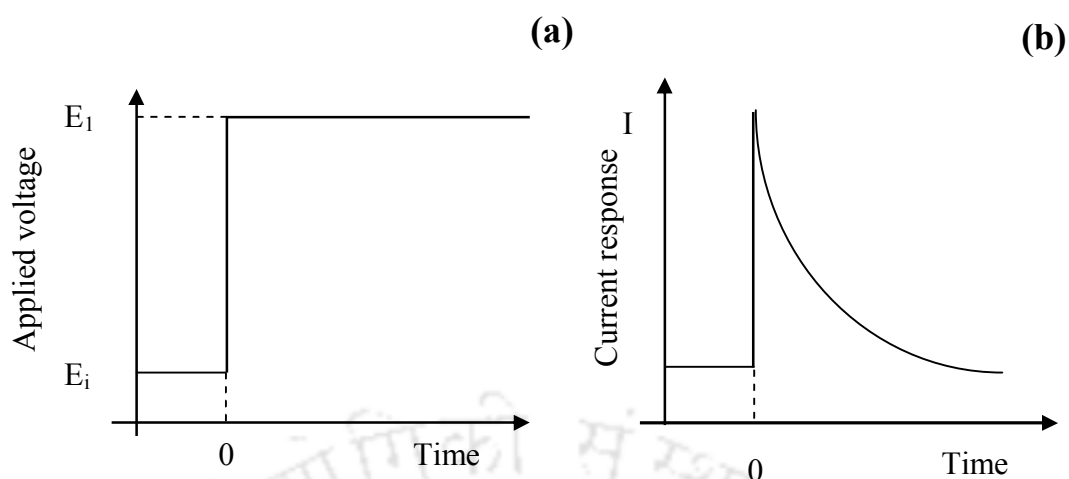 (a)
(b)
E1
I
Applied voltage
Current response
Ei
0
Time
0
Time